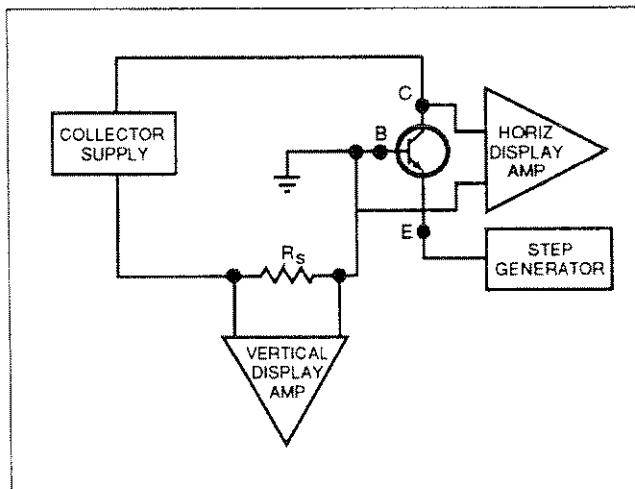 COLLECTOR
SUPPLY
C
B
HORIZ
DISPLAY
AMP
E
STEP
GENERATOR
RS
VERTICAL
DISPLAY
AMP